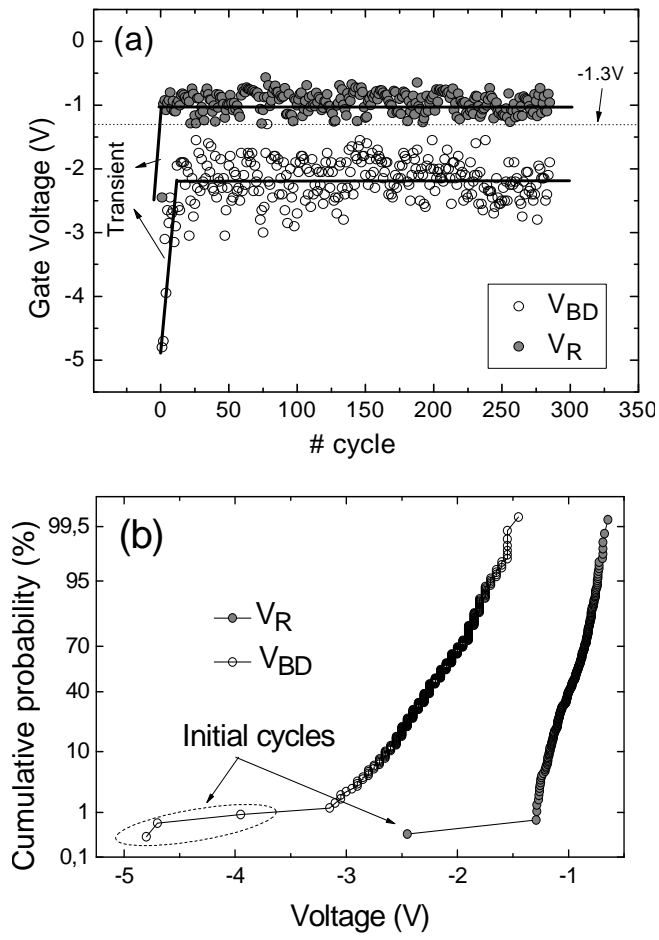 (a)
0
-1
-2
-3
-4
-5
Gate Voltage (V)
-1.3V
Transient
V_BD
V_R
0 50 100 150 200 250 300 350
# cycle
(b)
99,5
95
70
40
10
1
0,1
Cumulative probability (%)
V_R
V_BD
Initial cycles
-5 -4 -3 -2 -1
Voltage (V)